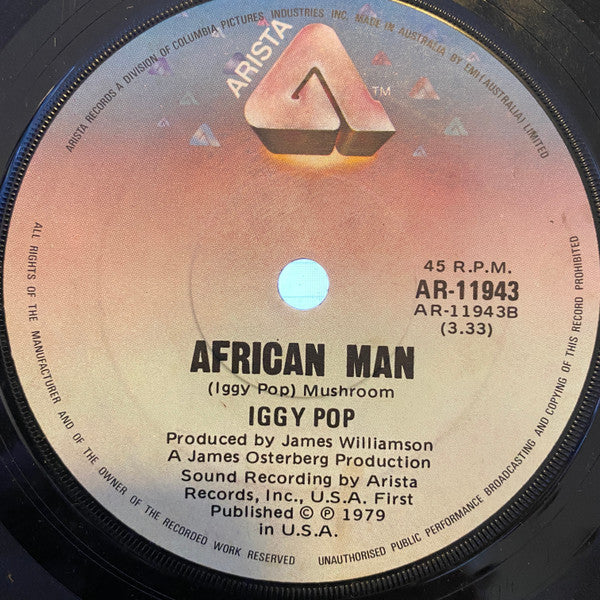 ARISTA RECORDS A DIVISION OF COLUMBIA PICTURES INDUSTRIES INC. MADE IN AUSTRALIA BY EMI (AUSTRALIA) LIMITED
ARISTA
TM
45 R.P.M.
AR-11943
AR-11943B
(3.33)
AFRICAN MAN
(Iggy Pop) Mushroom
IGGY POP
Produced by James Williamson
A James Osterberg Production
Sound Recording by Arista
Records, Inc., U.S.A. First
Published © ℗ 1979
in U.S.A.
ALL RIGHTS OF THE MANUFACTURER AND OF THE OWNER OF THE RECORDED WORK RESERVED
UNAUTHORISED PUBLIC PERFORMANCE BROADCASTING AND COPYING OF THIS RECORD PROHIBITED